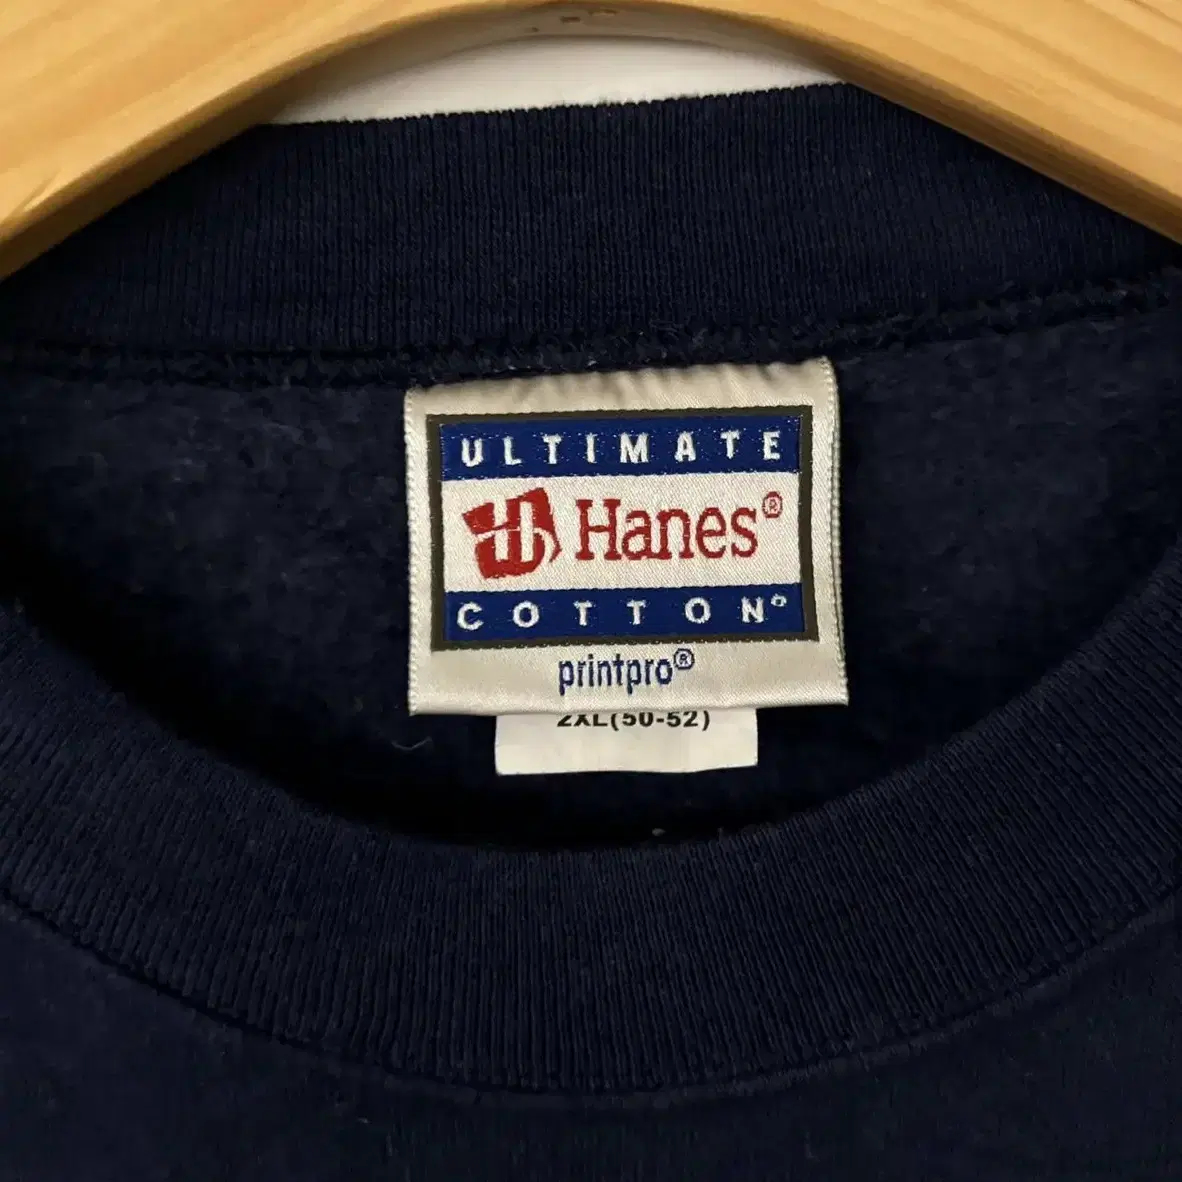 ULTIMATE
Hanes®
COTTON®
printpro®
2XL(50-52)